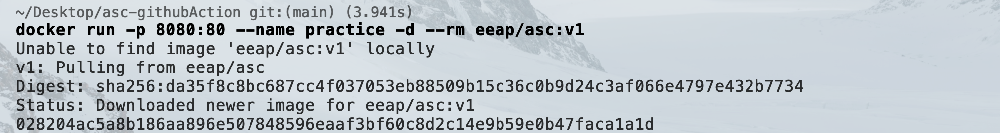 ~/Desktop/asc-githubAction git:(main) (3.941s)
docker run -p 8080:80 --name practice -d --rm eeap/asc:v1
Unable to find image 'eeap/asc:v1' locally
v1: Pulling from eeap/asc
Digest: sha256:da35f8c8bc687cc4f037053eb88509b15c36c0b9d24c3af066e4797e432b7734
Status: Downloaded newer image for eeap/asc:v1
028204ac5a8b186aa896e507848596eaaf3bf60c8d2c14e9b59e0b47faca1a1d